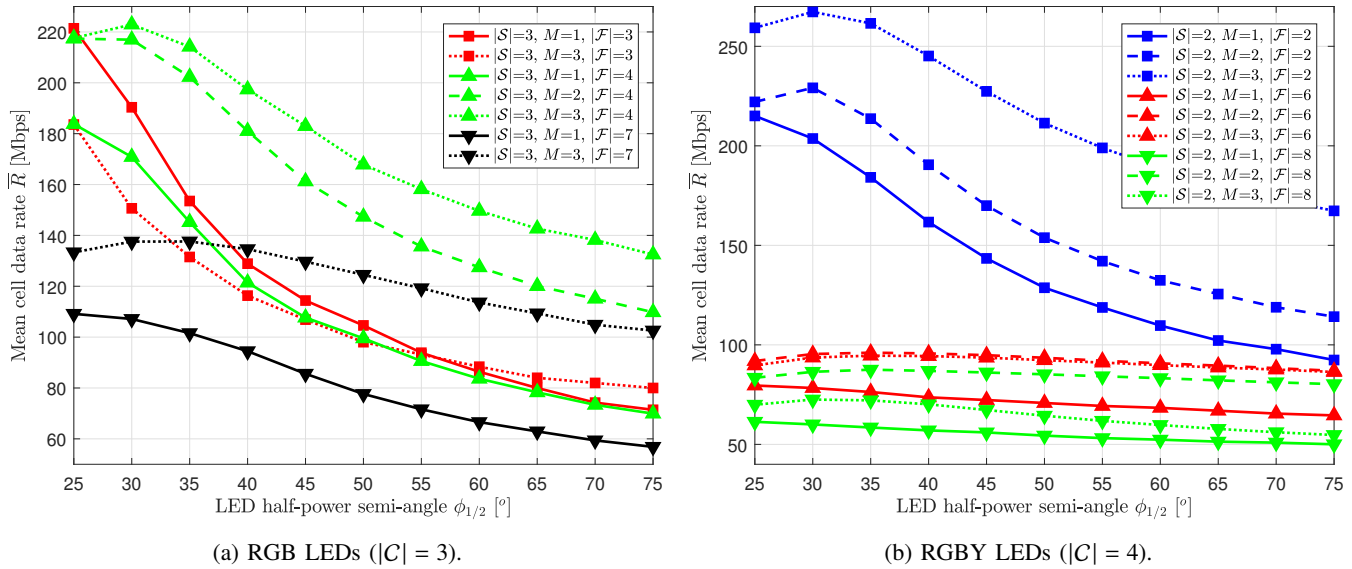 Mean cell data rate R̅ [Mbps]
220
200
180
160
140
120
100
80
60
|S|=3, M=1, |F|=3
|S|=3, M=3, |F|=3
|S|=3, M=1, |F|=4
|S|=3, M=2, |F|=4
|S|=3, M=3, |F|=4
|S|=3, M=1, |F|=7
|S|=3, M=3, |F|=7
25 30 35 40 45 50 55 60 65 70 75
LED half-power semi-angle ϕ1/2 [o]
(a) RGB LEDs (|C| = 3).
Mean cell data rate R̅ [Mbps]
250
200
150
100
50
|S|=2, M=1, |F|=2
|S|=2, M=2, |F|=2
|S|=2, M=3, |F|=2
|S|=2, M=1, |F|=6
|S|=2, M=2, |F|=6
|S|=2, M=3, |F|=6
|S|=2, M=1, |F|=8
|S|=2, M=2, |F|=8
|S|=2, M=3, |F|=8
25 30 35 40 45 50 55 60 65 70 75
LED half-power semi-angle ϕ1/2 [o]
(b) RGBY LEDs (|C| = 4).